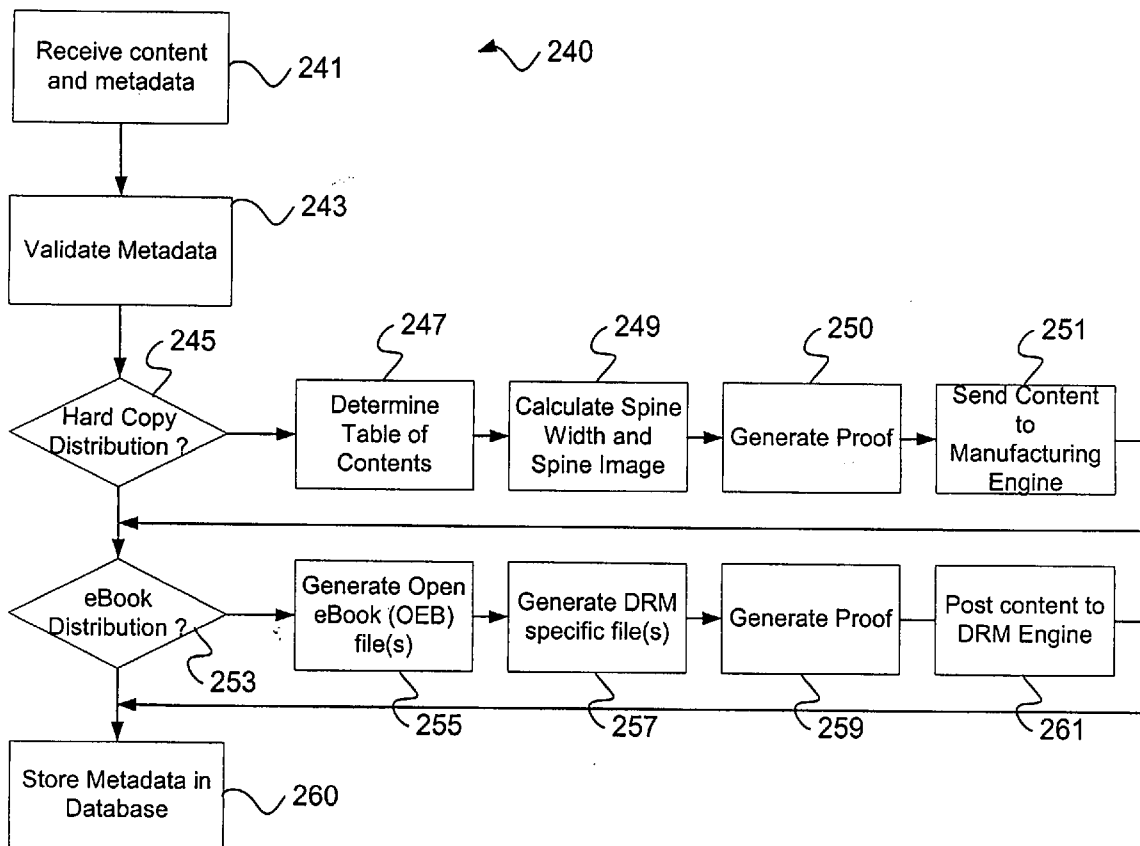 Receive content
and metadata
241
240
Validate Metadata
243
245
Hard Copy
Distribution ?
247
Determine
Table of
Contents
249
Calculate Spine
Width and
Spine Image
250
Generate Proof
251
Send Content
to
Manufacturing
Engine
eBook
Distribution ?
253
Generate Open
eBook (OEB)
file(s)
255
Generate DRM
specific file(s)
257
Generate Proof
259
Post content to
DRM Engine
261
Store Metadata in
Database
260